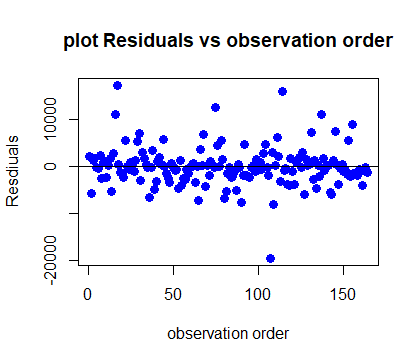 plot Residuals vs observation order
Resdiuals
10000
0
-20000
0
50
100
150
observation order